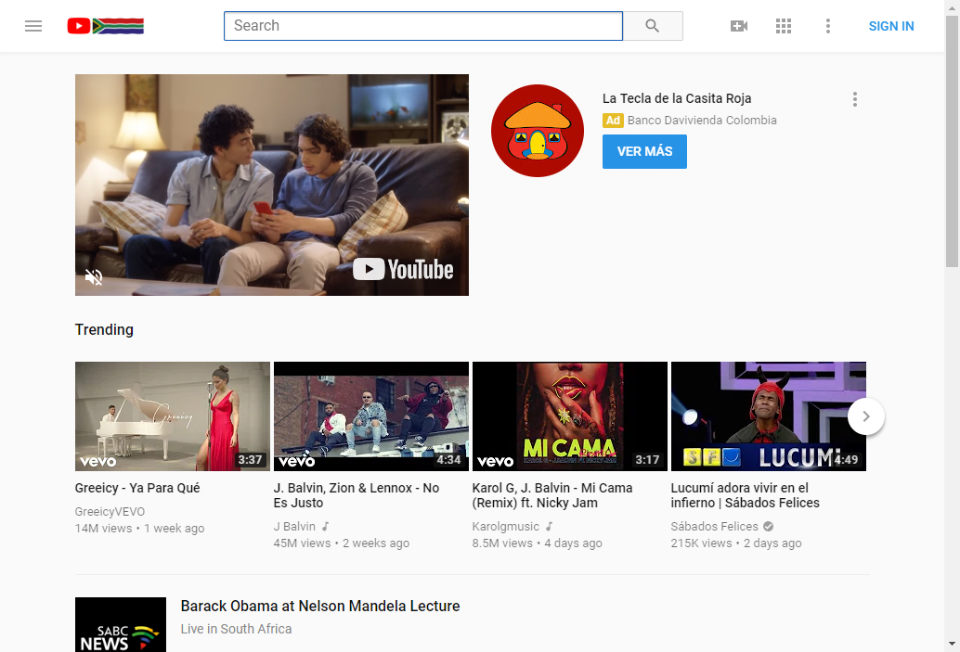 Search
SIGN IN
YouTube
La Tecla de la Casita Roja
Ad Banco Davivienda Colombia
VER MÁS
Trending
Greeicy
vevo
3:37
vevo
4:34
MI CAMA
vevo
3:17
SF
LUCUMÍ
4:49
Greeicy - Ya Para Qué
GreeicyVEVO
14M views • 1 week ago
J. Balvin, Zion & Lennox - No
Es Justo
J Balvin
45M views • 2 weeks ago
Karol G, J. Balvin - Mi Cama
(Remix) ft. Nicky Jam
Karolgmusic
8.5M views • 4 days ago
Lucumí adora vivir en el
infierno | Sábados Felices
Sábados Felices
215K views • 2 days ago
SABC
NEWS
Barack Obama at Nelson Mandela Lecture
Live in South Africa